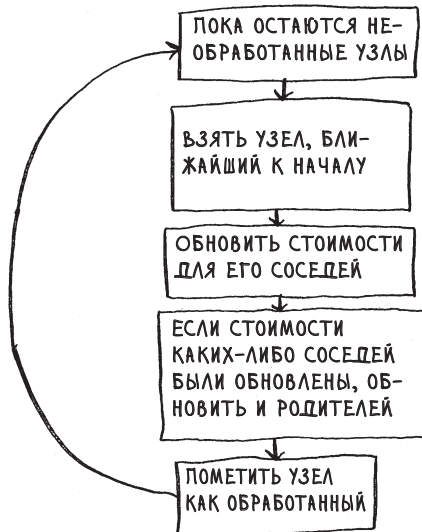 ПОКА ОСТАЮТСЯ НЕ-
ОБРАБОТАННЫЕ УЗЛЫ
ВЗЯТЬ УЗЕЛ, БЛИ-
ЖАЙШИЙ К НАЧАЛУ
ОБНОВИТЬ СТОИМОСТИ
ДЛЯ ЕГО СОСЕДЕЙ
ЕСЛИ СТОИМОСТИ
КАКИХ-ЛИБО СОСЕДЕЙ
БЫЛИ ОБНОВЛЕНЫ, ОБ-
НОВИТЬ И РОДИТЕЛЕЙ
ПОМЕТИТЬ УЗЕЛ
КАК ОБРАБОТАННЫЙ